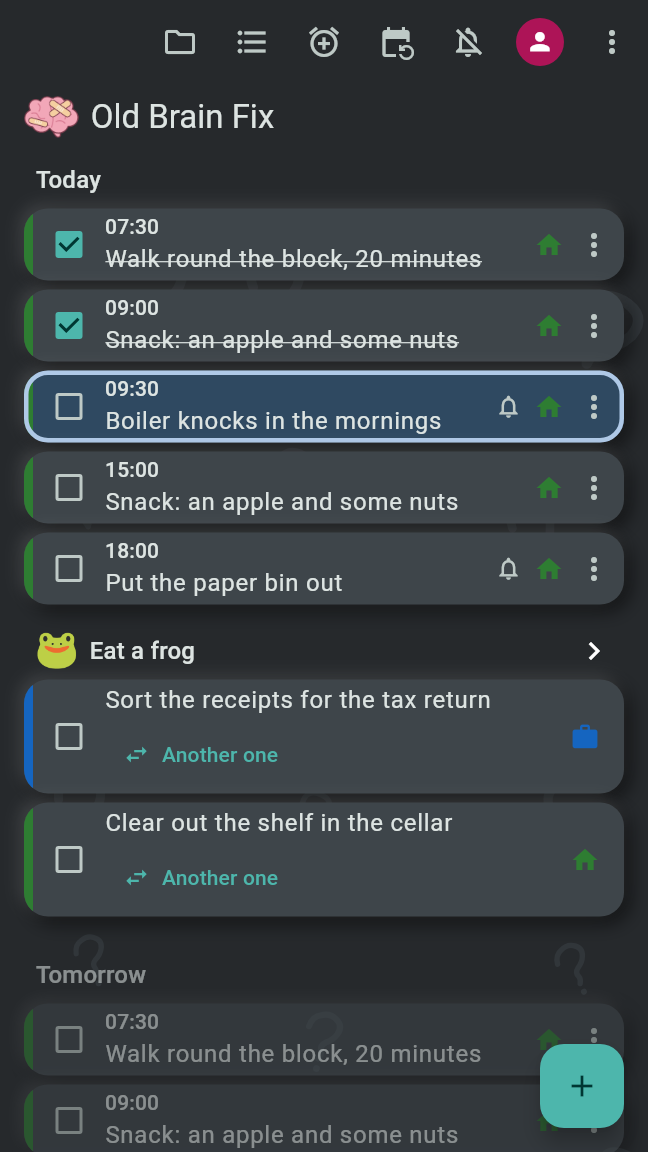 Old Brain Fix
Today
07:30
Walk round the block, 20 minutes
09:00
Snack: an apple and some nuts
09:30
Boiler knocks in the mornings
15:00
Snack: an apple and some nuts
18:00
Put the paper bin out
Eat a frog
Sort the receipts for the tax return
Another one
Clear out the shelf in the cellar
Another one
Tomorrow
07:30
Walk round the block, 20 minutes
09:00
Snack: an apple and some nuts